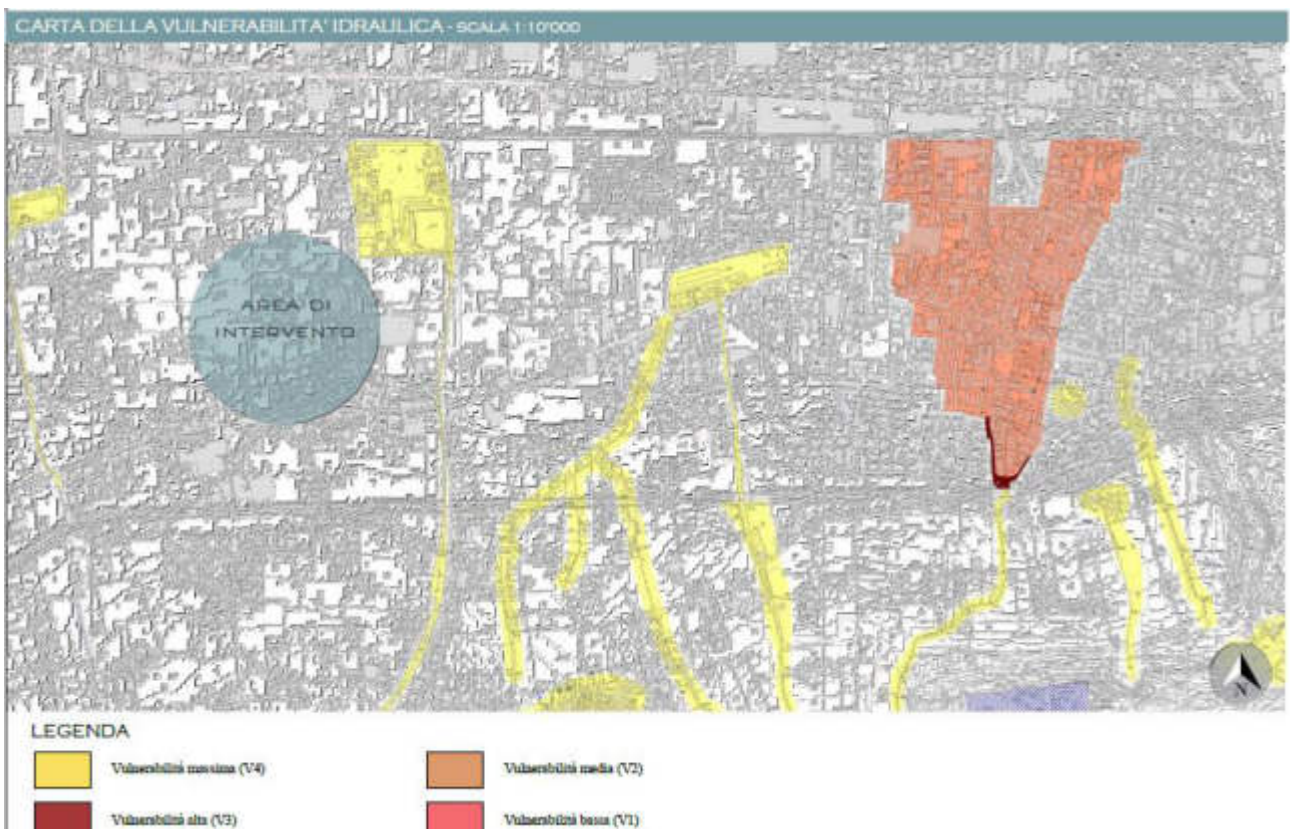 CARTA DELLA VULNERABILITA' IDRAULICA - SCALA 1:10'000
AREA DI
INTERVENTO
N
LEGENDA
Vulnerabilità massima (V4)
Vulnerabilità media (V2)
Vulnerabilità alta (V3)
Vulnerabilità bassa (V1)